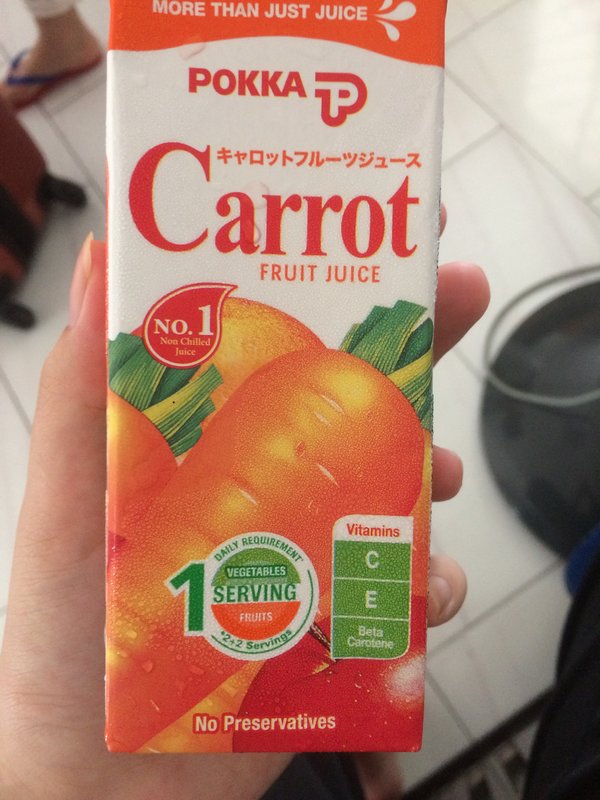 MORE THAN JUST JUICE
POKKA
キャロットフルーツジュース
Carrot
FRUIT JUICE
NO.1
Non Chilled
Juice
DAILY REQUIREMENT*
VEGETABLES
1 SERVING
FRUITS
*2+2 Servings
Vitamins
C
E
Beta
Carotene
No Preservatives